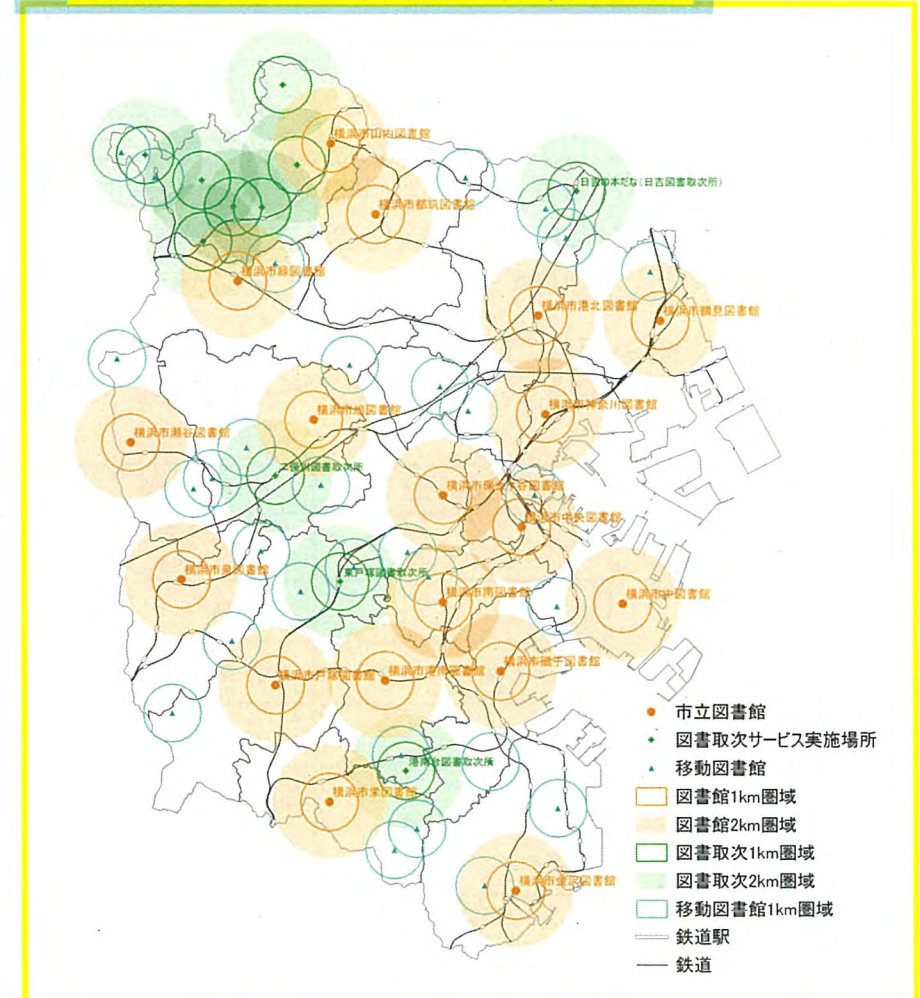 横浜市山内図書館
日吉の本だな(日吉図書取次所)
横浜市都筑図書館
横浜市緑図書館
横浜市港北図書館
横浜市鶴見図書館
横浜市旭図書館
横浜市神奈川図書館
横浜市瀬谷図書館
二俣川図書取次所
横浜市保土ケ谷図書館
横浜市中央図書館
横浜市泉図書館
東戸塚図書取次所
横浜市南図書館
横浜市中図書館
横浜市戸塚図書館
横浜市港南図書館
横浜市磯子図書館
港南台図書取次所
横浜市栄図書館
横浜市金沢図書館
市立図書館
図書取次サービス実施場所
移動図書館
図書館1km圏域
図書館2km圏域
図書取次1km圏域
図書取次2km圏域
移動図書館1km圏域
鉄道駅
鉄道